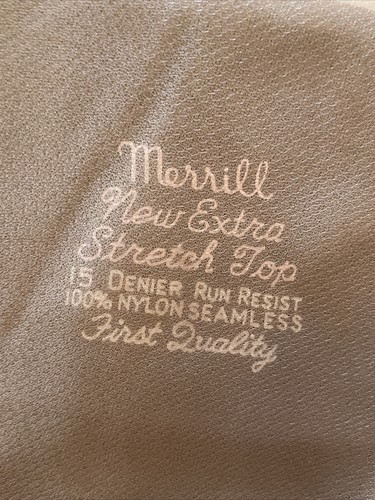 Merrill
New Extra
Stretch Top
15 DENIER RUN RESIST
100% NYLON SEAMLESS
First Quality